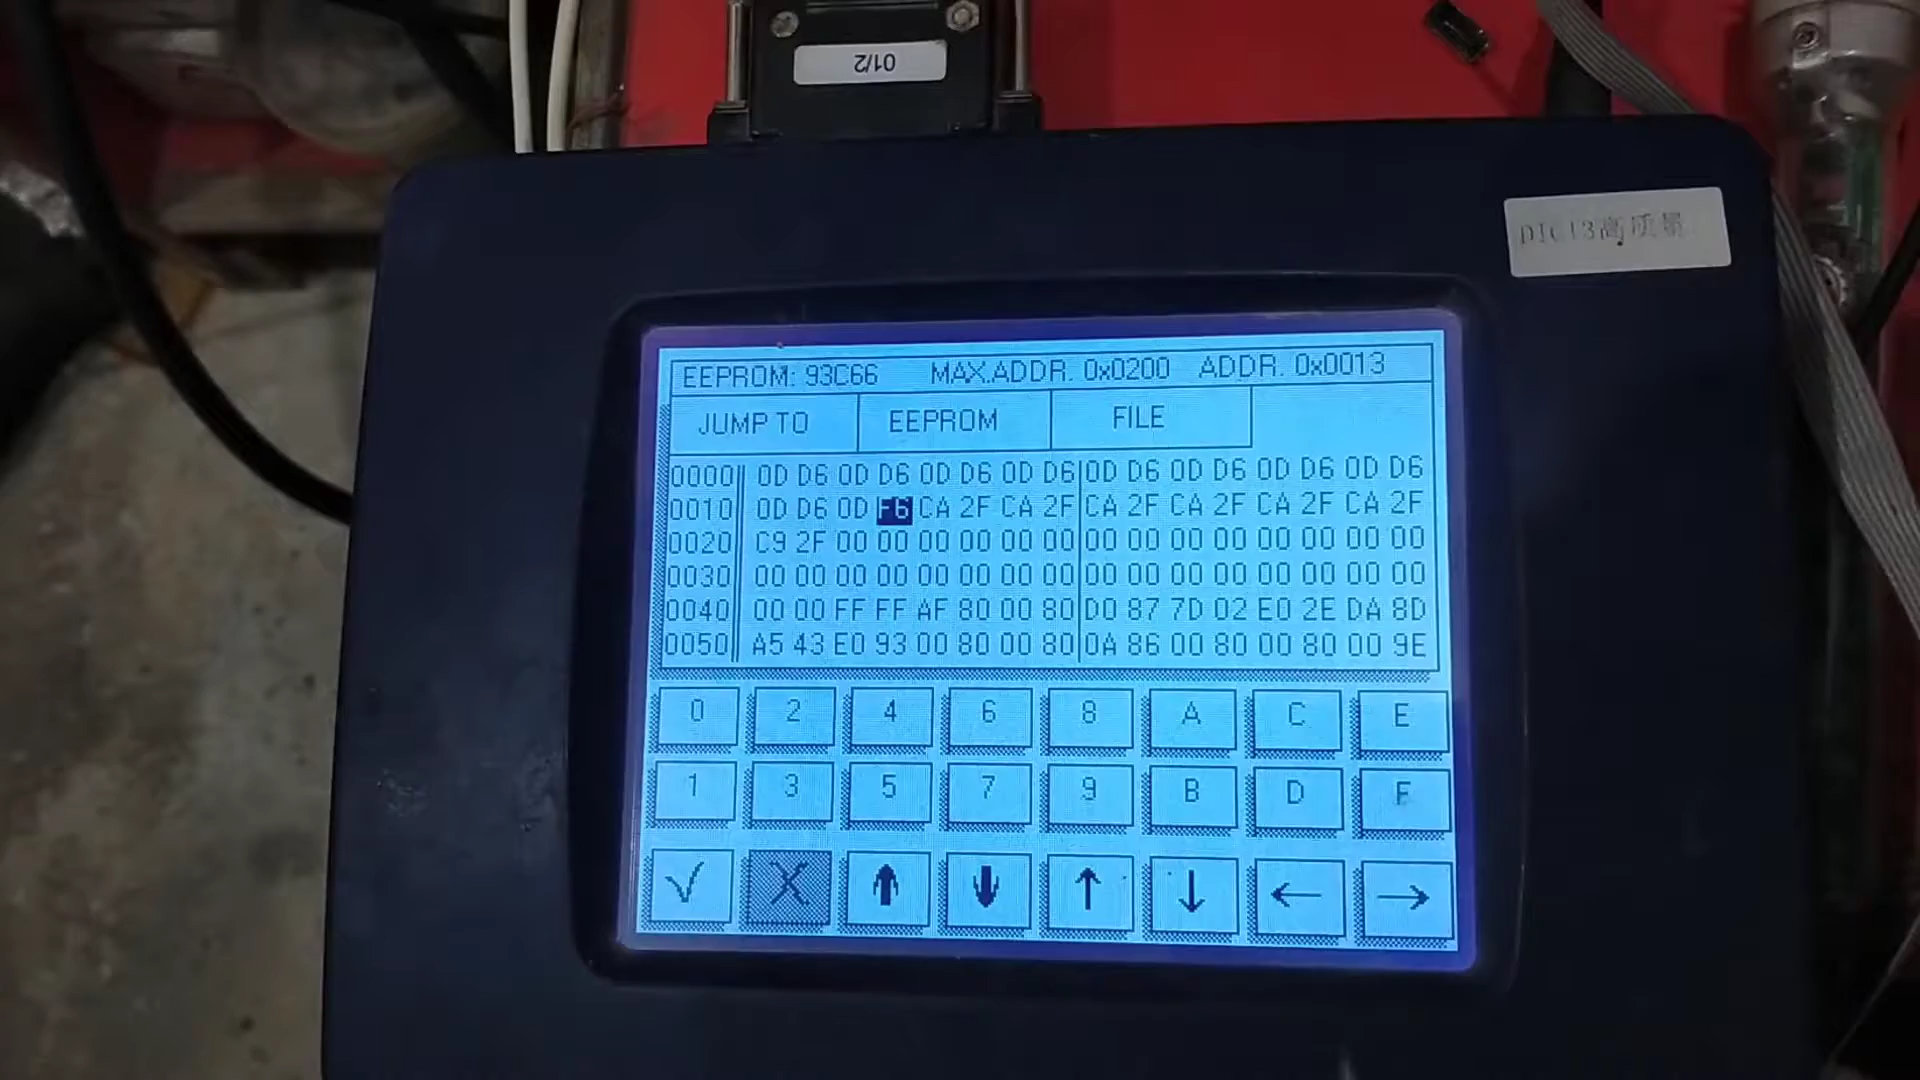 01/2
DIC13高质量
EEPROM: 93C66 MAX.ADDR. 0x0200 ADDR. 0x0013
JUMP TO EEPROM FILE
0000 0D D6 0D D6 0D D6 0D D6 0D D6 0D D6 0D D6 0D D6
0010 0D D6 0D F6 CA 2F CA 2F CA 2F CA 2F CA 2F CA 2F
0020 C9 2F 00 00 00 00 00 00 00 00 00 00 00 00 00 00
0030 00 00 00 00 00 00 00 00 00 00 00 00 00 00 00 00
0040 00 00 FF FF AF 80 00 80 D0 87 7D 02 E0 2E DA 8D
0050 A5 43 E0 93 00 80 00 80 0A 86 00 80 00 80 00 9E
0 2 4 6 8 A C E
1 3 5 7 9 B D F